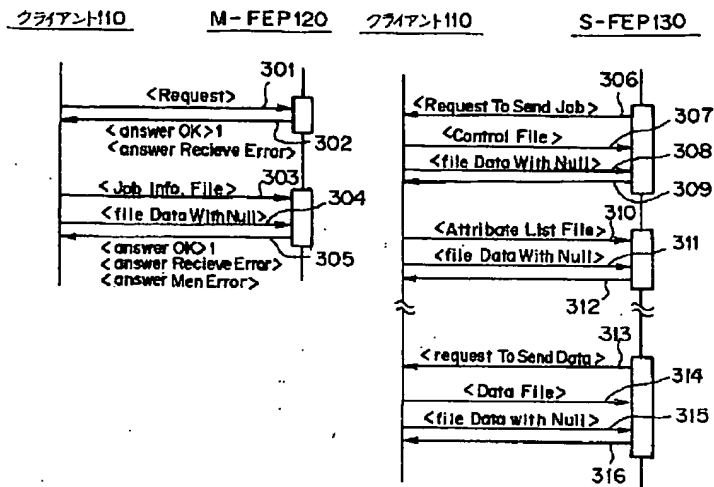 クライアント110 M-FEP120
301
<Request>
<answer OK>1
302
<answer Recieve Error>
<Job Info. File>
303
304
<file Data With Null>
<answer OK>1
305
<answer Recieve Error>
<answer Men Error>
クライアント110 S-FEP130
306
<Request To Send Job>
307
<Control File>
308
<file Data With Null>
309
310
<Attribate List File>
311
<file Data With Null>
312
313
<request To Send Data>
314
<Data File>
315
<file Data with Null>
316